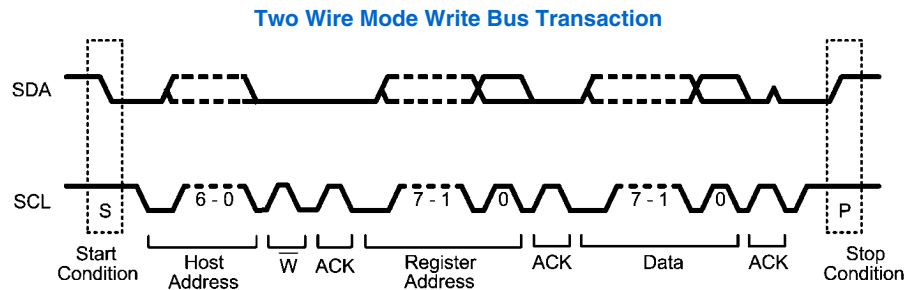 Two Wire Mode Write Bus Transaction
SDA
SCL
S
6 - 0
7 - 1
0
7 - 1
0
P
Start
Condition
Host
Address
W̅
ACK
Register
Address
ACK
Data
ACK
Stop
Condition